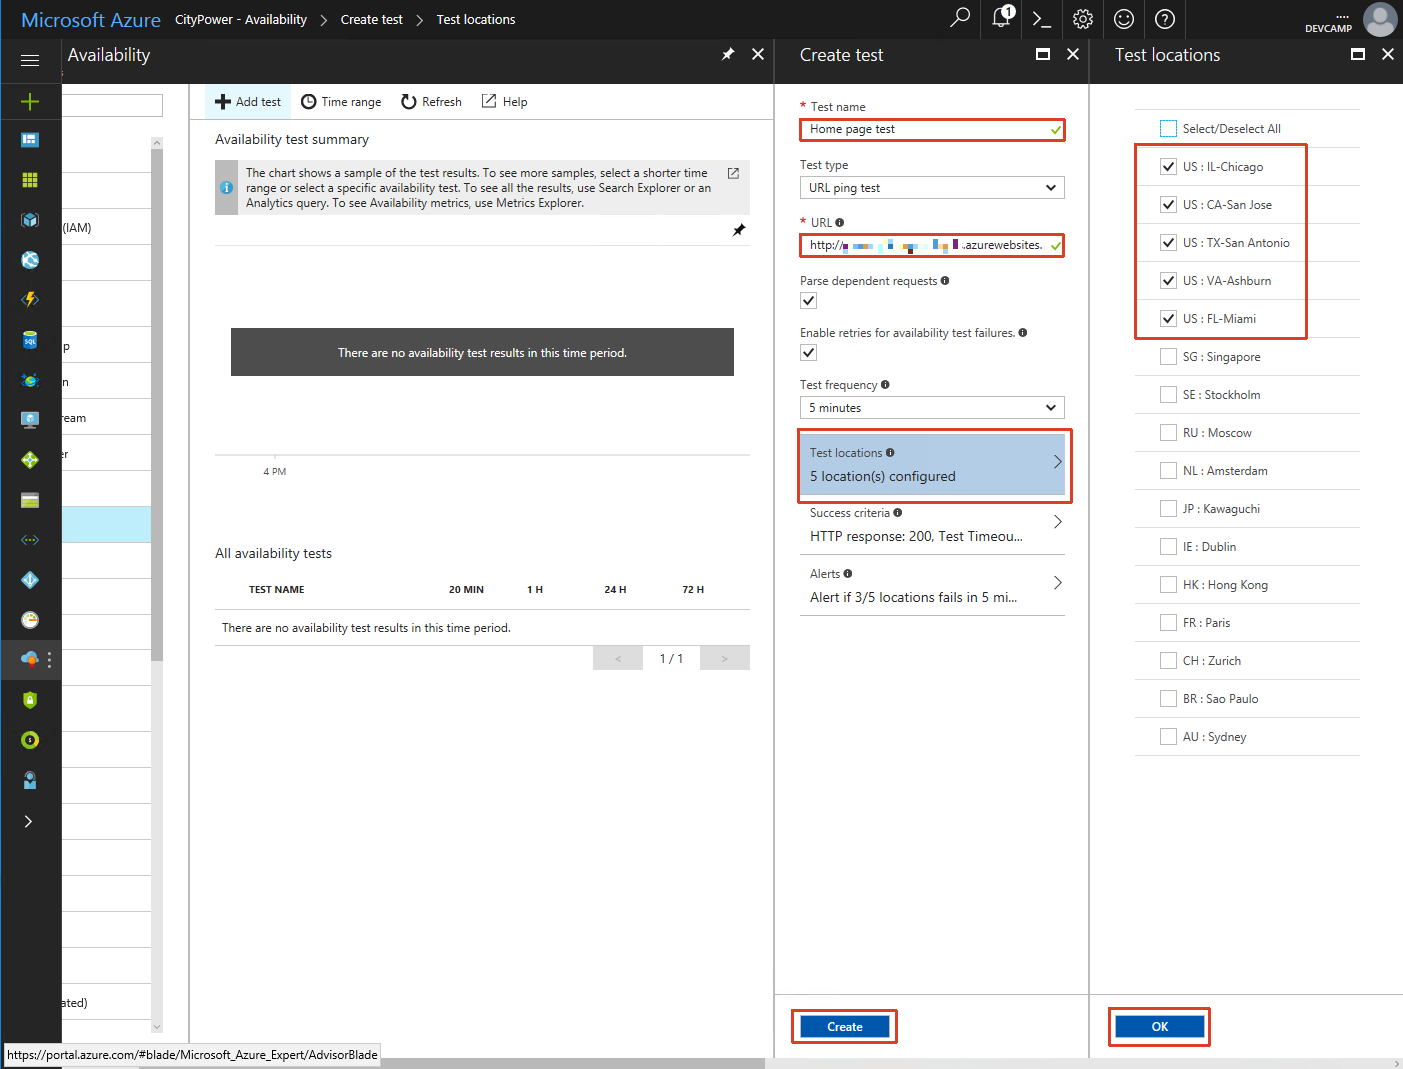 Microsoft Azure CityPower - Availability > Create test > Test locations
1
....
DEVCAMP
Availability
(IAM)
p
n
ream
er
ated)
Add test
Time range
Refresh
Help
Availability test summary
The chart shows a sample of the test results. To see more samples, select a shorter time
range or select a specific availability test. To see all the results, use Search Explorer or an
Analytics query. To see Availability metrics, use Metrics Explorer.
There are no availability test results in this time period.
4 PM
All availability tests
TEST NAME 20 MIN 1 H 24 H 72 H
There are no availability test results in this time period.
< 1 / 1 >
Create test
* Test name
Home page test
Test type
URL ping test
* URL
http:// .azurewebsites.
Parse dependent requests
Enable retries for availability test failures.
Test frequency
5 minutes
Test locations
5 location(s) configured
Success criteria
HTTP response: 200, Test Timeou...
Alerts
Alert if 3/5 locations fails in 5 mi...
Create
Test locations
Select/Deselect All
US : IL-Chicago
US : CA-San Jose
US : TX-San Antonio
US : VA-Ashburn
US : FL-Miami
SG : Singapore
SE : Stockholm
RU : Moscow
NL : Amsterdam
JP : Kawaguchi
IE : Dublin
HK : Hong Kong
FR : Paris
CH : Zurich
BR : Sao Paulo
AU : Sydney
OK
https://portal.azure.com/#blade/Microsoft_Azure_Expert/AdvisorBlade